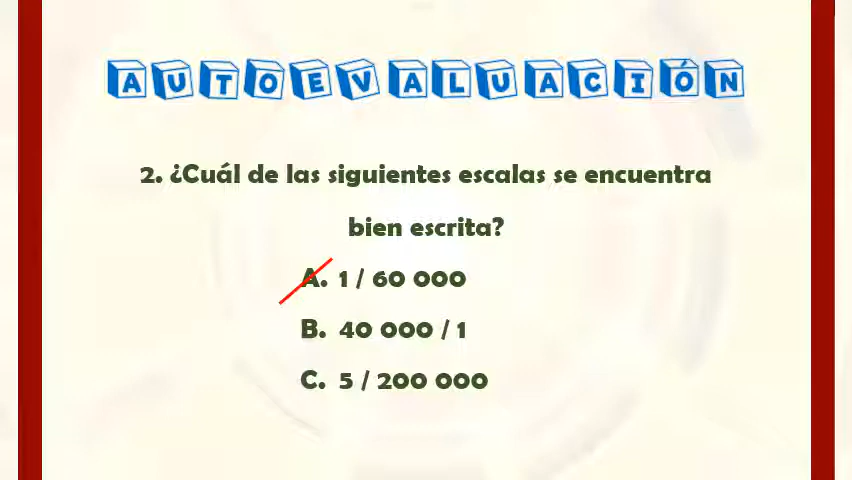 AUTOEVALUACIÓN
2. ¿Cuál de las siguientes escalas se encuentra
bien escrita?
A. 1 / 60 000
B. 40 000 / 1
C. 5 / 200 000